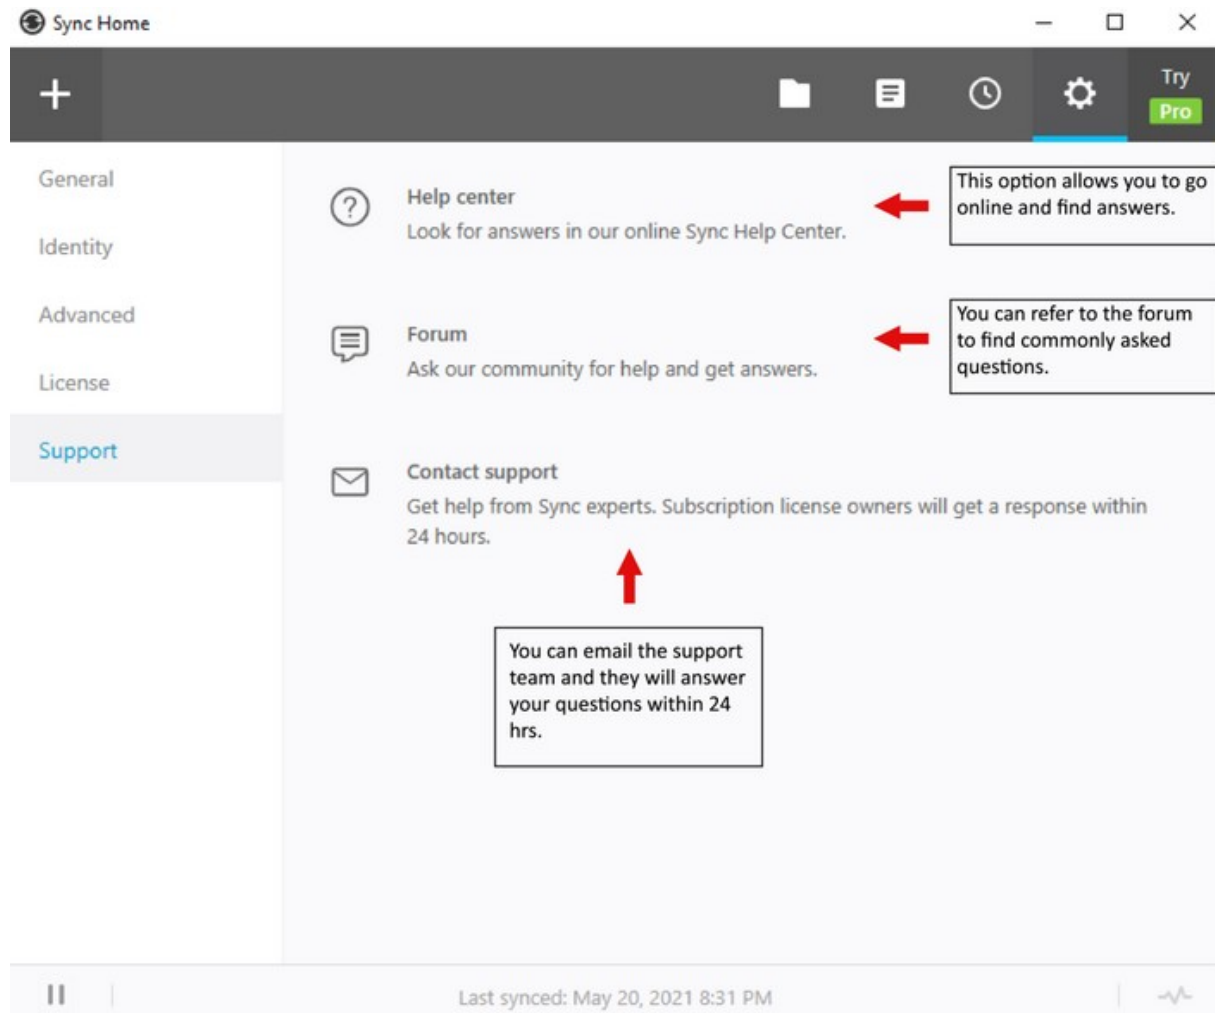 Sync Home
Try
Pro
General
Identity
Advanced
License
Support
Help center
Look for answers in our online Sync Help Center.
This option allows you to go
online and find answers.
Forum
Ask our community for help and get answers.
You can refer to the forum
to find commonly asked
questions.
Contact support
Get help from Sync experts. Subscription license owners will get a response within
24 hours.
You can email the support
team and they will answer
your questions within 24
hrs.
Last synced: May 20, 2021 8:31 PM